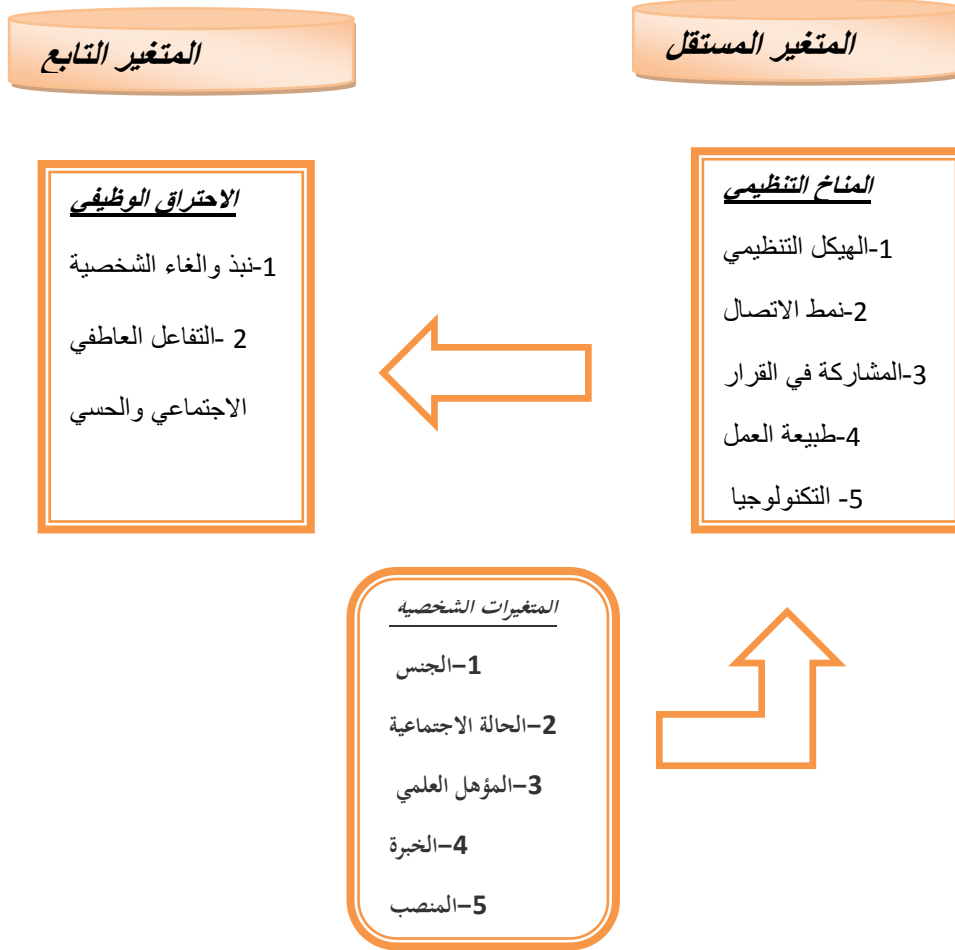 المتغير المستقل
المتغير التابع
المناخ التنظيمي
1-الهيكل التنظيمي
2-نمط الاتصال
3-المشاركة في القرار
4-طبيعة العمل
5- التكنولوجيا
الاحتراق الوظيفي
1-نبذ والغاء الشخصية
2 -التفاعل العاطفي
الاجتماعي والحسي
المتغيرات الشخصية
1–الجنس
2–الحالة الاجتماعية
3–المؤهل العلمي
4–الخبرة
5–المنصب